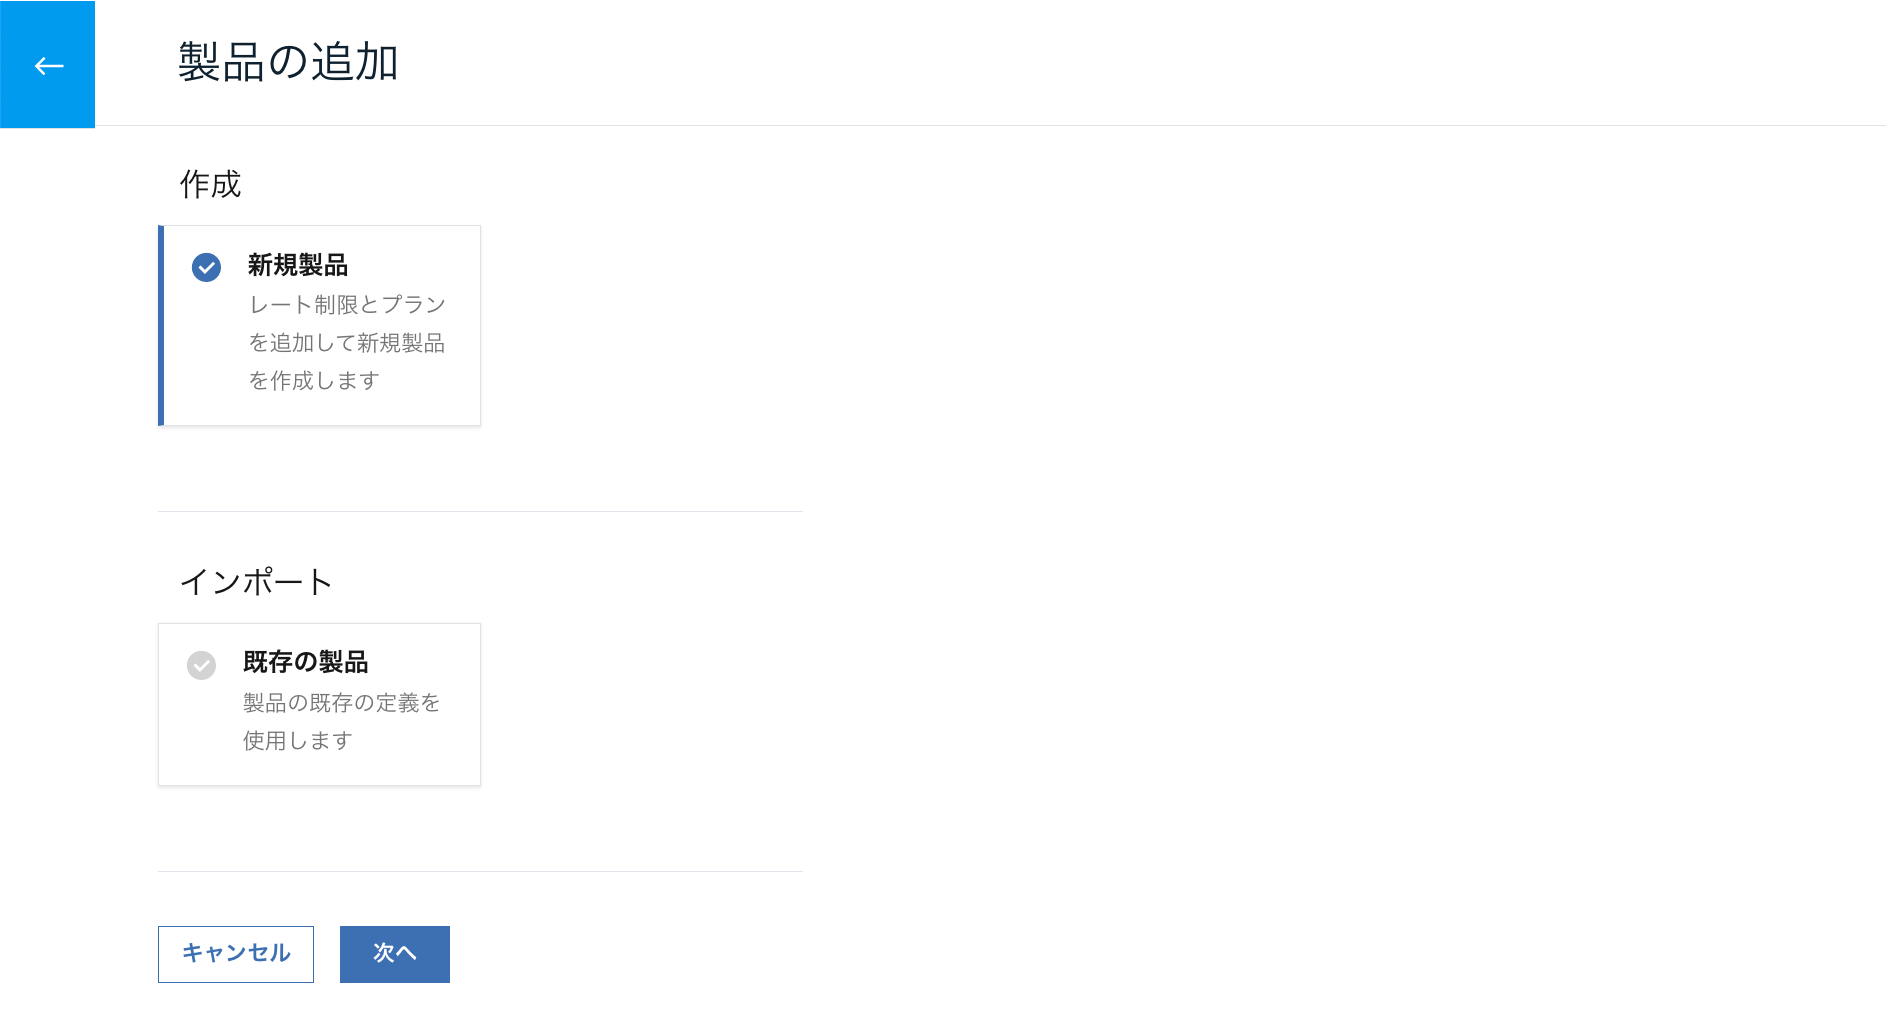 製品の追加
作成
新規製品
レート制限とプラン
を追加して新規製品
を作成します
インポート
既存の製品
製品の既存の定義を
使用します
キャンセル
次へ